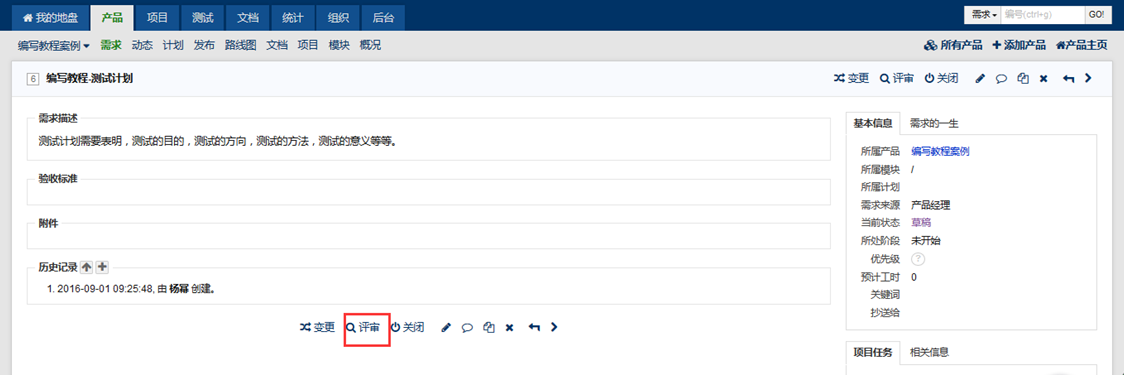 我的地盘 产品 项目 测试 文档 统计 组织 后台 需求 编号(ctrl+g) GO!
编写教程案例 需求 动态 计划 发布 路线图 文档 项目 模块 概况 所有产品 添加产品 产品主页
6 编写教程-测试计划 变更 评审 关闭
需求描述
测试计划需要表明，测试的目的，测试的方向，测试的方法，测试的意义等等。
验收标准
附件
历史记录
1. 2016-09-01 09:25:48, 由 杨幂 创建。
变更 评审 关闭
基本信息 需求的一生
所属产品 编写教程案例
所属模块 /
所属计划
需求来源 产品经理
当前状态 草稿
所处阶段 未开始
优先级 ?
预计工时 0
关键词
抄送给
项目任务 相关信息